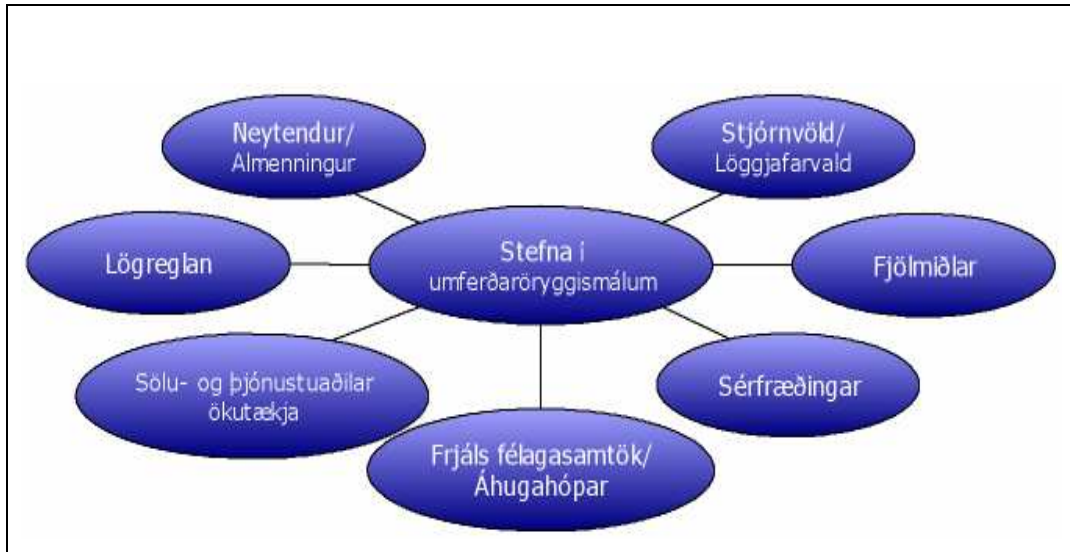 Neytendur/
Almenningur
Stjórnvöld/
Löggjafarvald
Lögreglan
Stefna í
umferðaröryggismálum
Fjölmiðlar
Sölu- og þjónustuaðilar
ökutækja
Sérfræðingar
Frjáls félagasamtök/
Áhugahópar